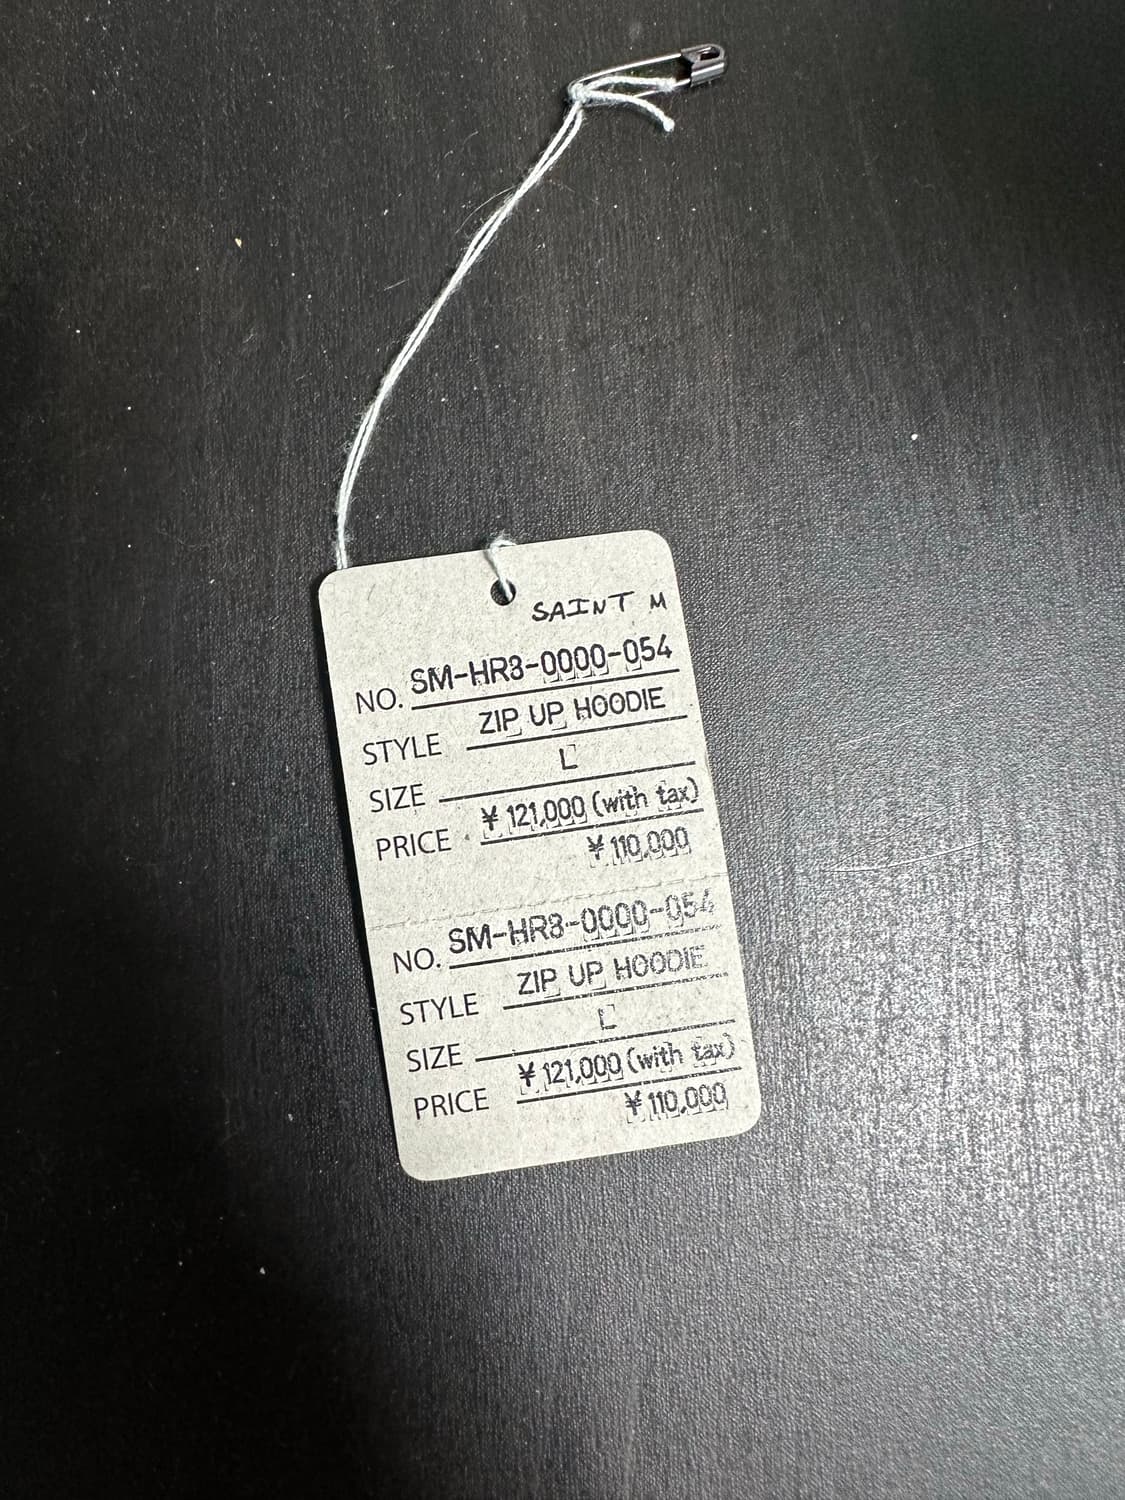 SAINT M
NO. SM-HR3-0000-054
STYLE ZIP UP HOODIE
SIZE L
PRICE ¥121,000 (with tax)
¥110,000
NO. SM-HR3-0000-054
STYLE ZIP UP HOODIE
SIZE L
PRICE ¥121,000 (with tax)
¥110,000